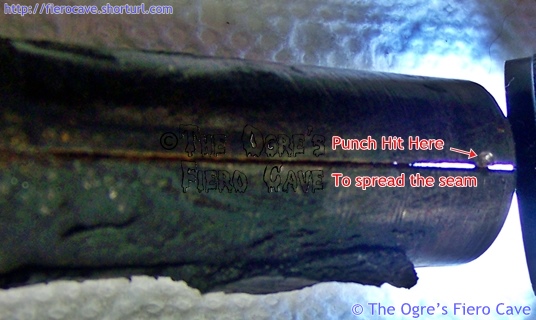 http://fierocave.shorturl.com
© The Ogre's
Fiero Cave
Punch Hit Here
To spread the seam
© The Ogre's Fiero Cave